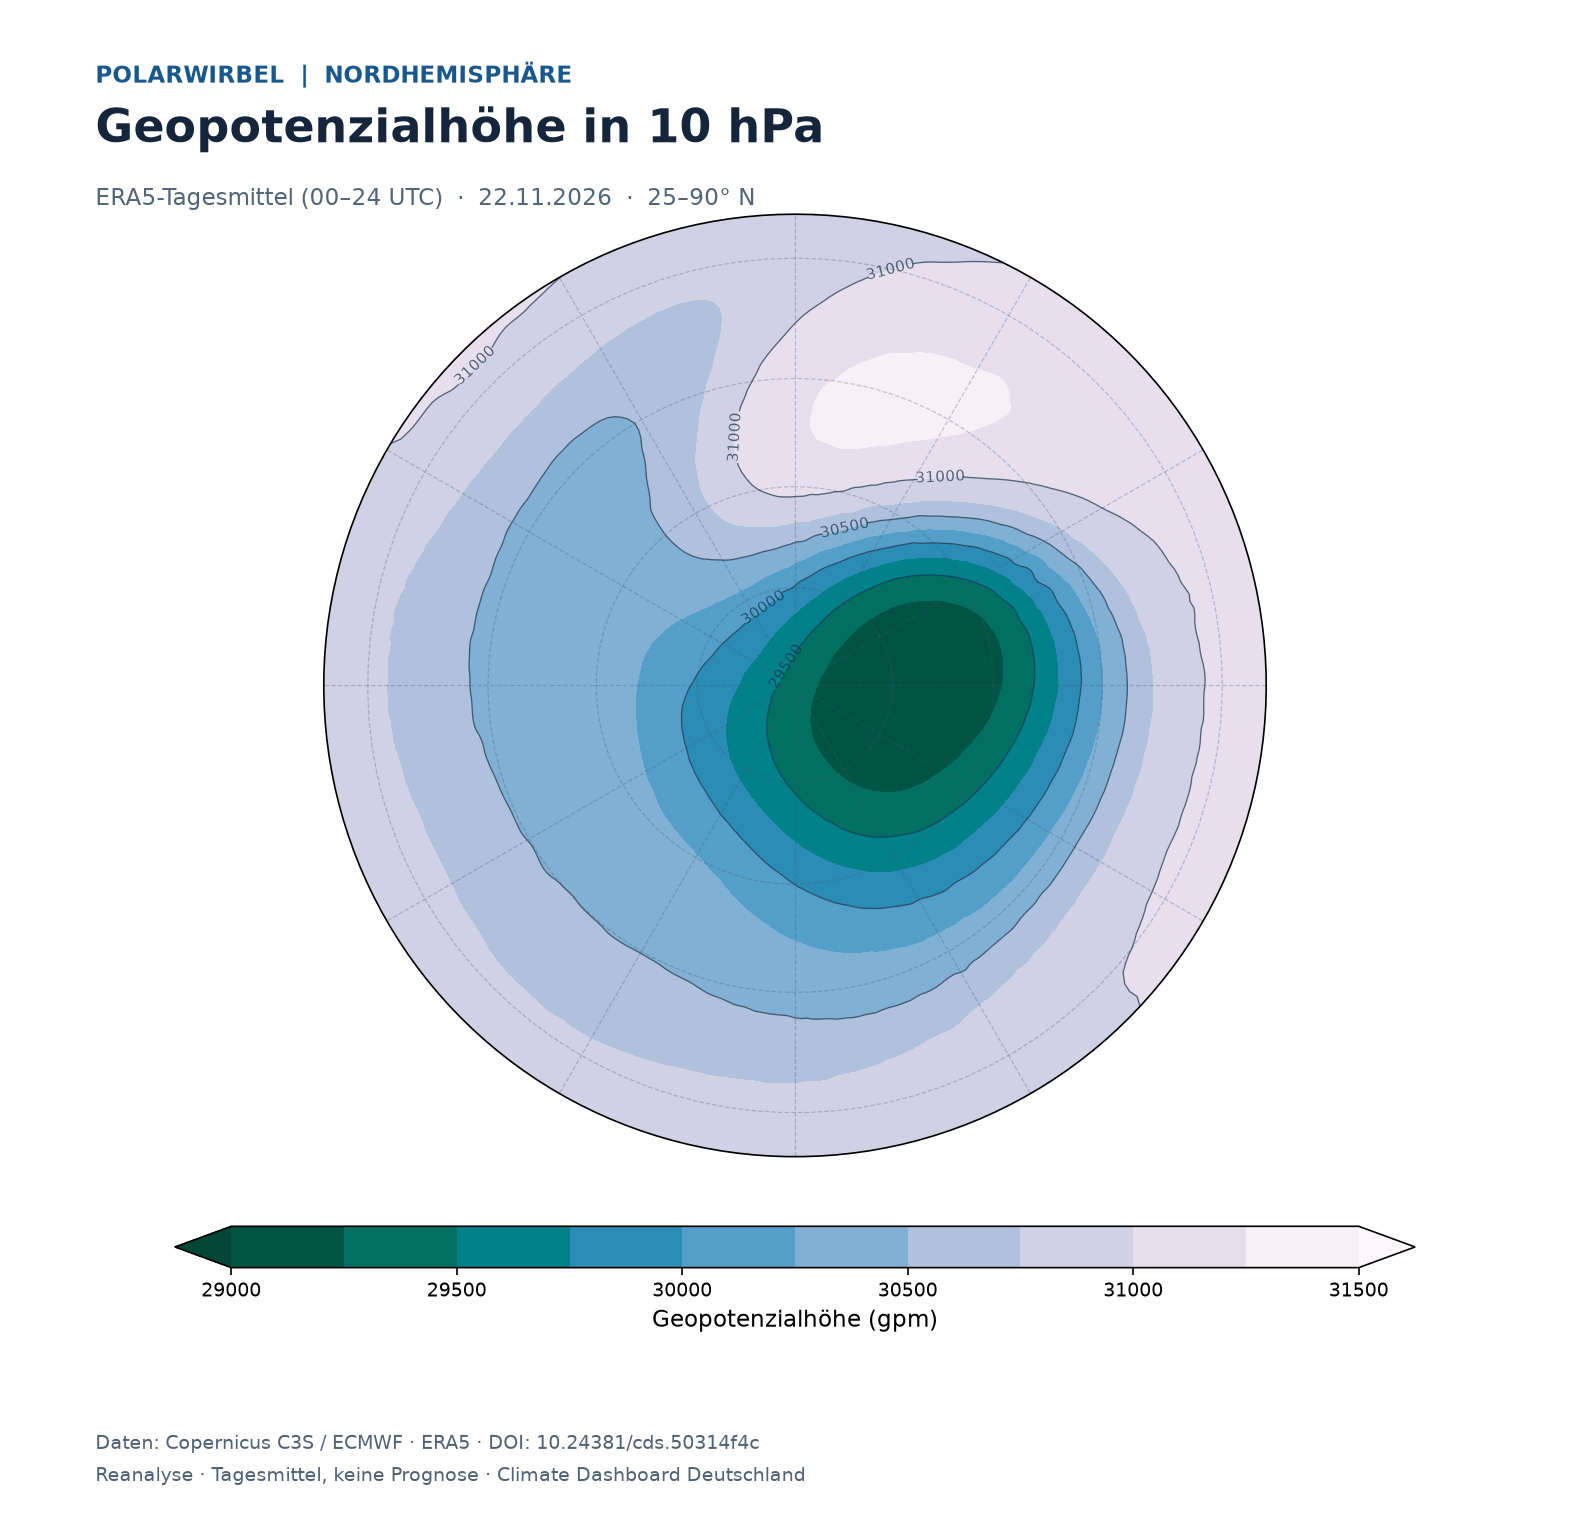 POLARWIRBEL | NORDHEMISPHÄRE
Geopotenzialhöhe in 10 hPa
ERA5-Tagesmittel (00–24 UTC) · 22.11.2026 · 25–90° N
31000
31000
31000
31000
30500
30000
29500
29000 29500 30000 30500 31000 31500
Geopotenzialhöhe (gpm)
Daten: Copernicus C3S / ECMWF · ERA5 · DOI: 10.24381/cds.50314f4c
Reanalyse · Tagesmittel, keine Prognose · Climate Dashboard Deutschland